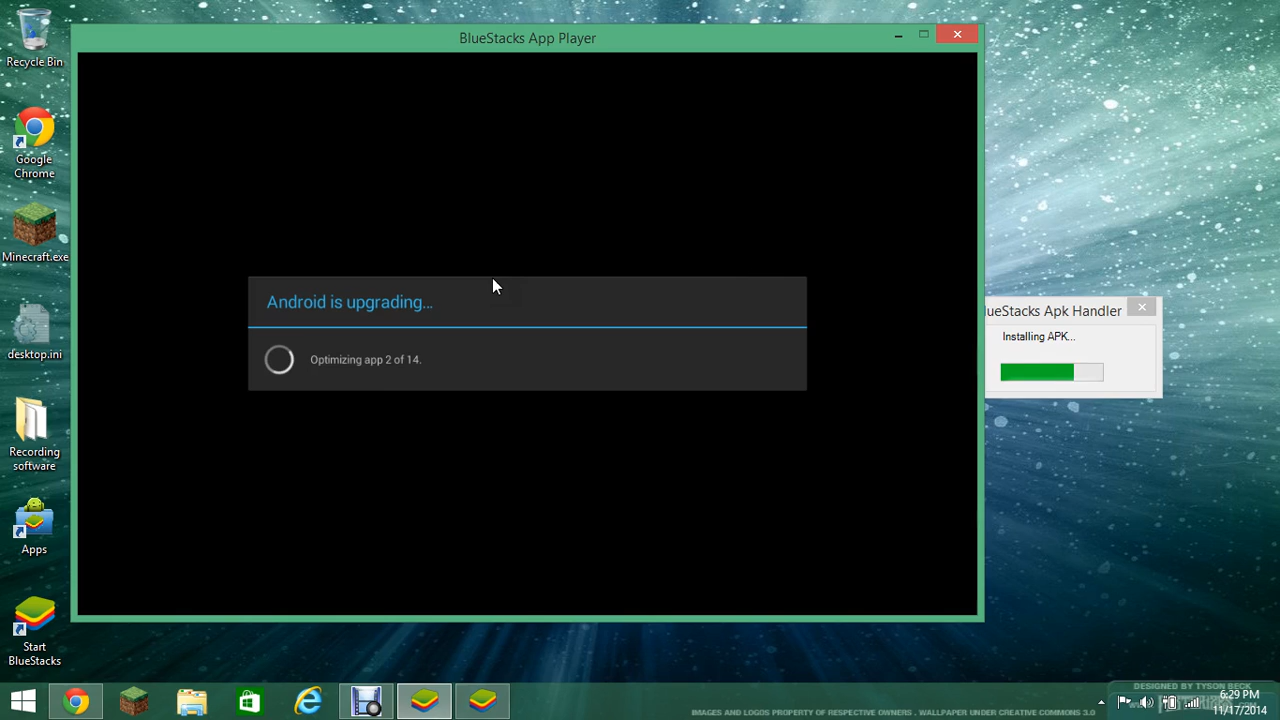 BlueStacks App Player
Recycle Bin
Google
Chrome
Minecraft.exe
desktop.ini
Recording
software
Apps
Start
BlueStacks
Android is upgrading...
Optimizing app 2 of 14.
lueStacks Apk Handler
Installing APK...
DESIGNED BY TYSON BECK
6:29 PM
11/17/2014
IMAGES AND LOGOS PROPERTY OF RESPECTIVE OWNERS . WALLPAPER UNDER CREATIVE COMMONS 3.0